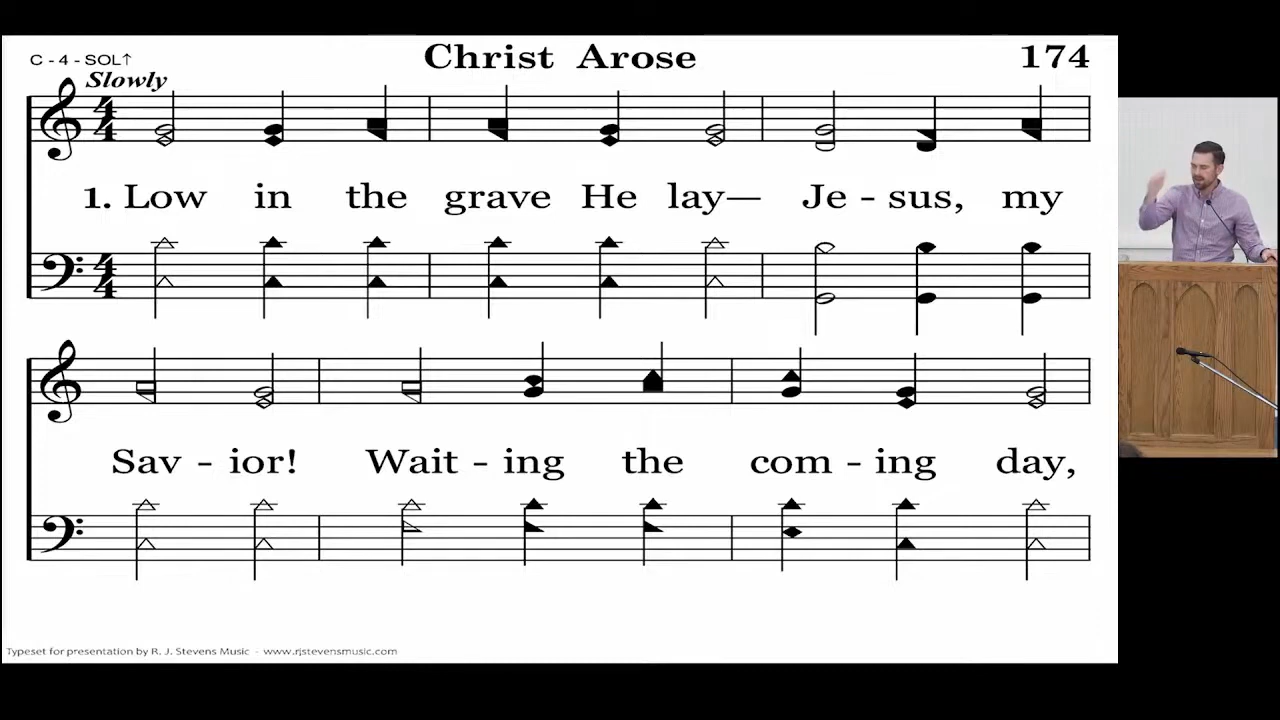 C - 4 - SOL↑
Christ Arose
174
Slowly
1. Low in the grave He lay— Je - sus, my
Sav - ior! Wait - ing the com - ing day,
Typeset for presentation by R. J. Stevens Music - www.rjstevensmusic.com